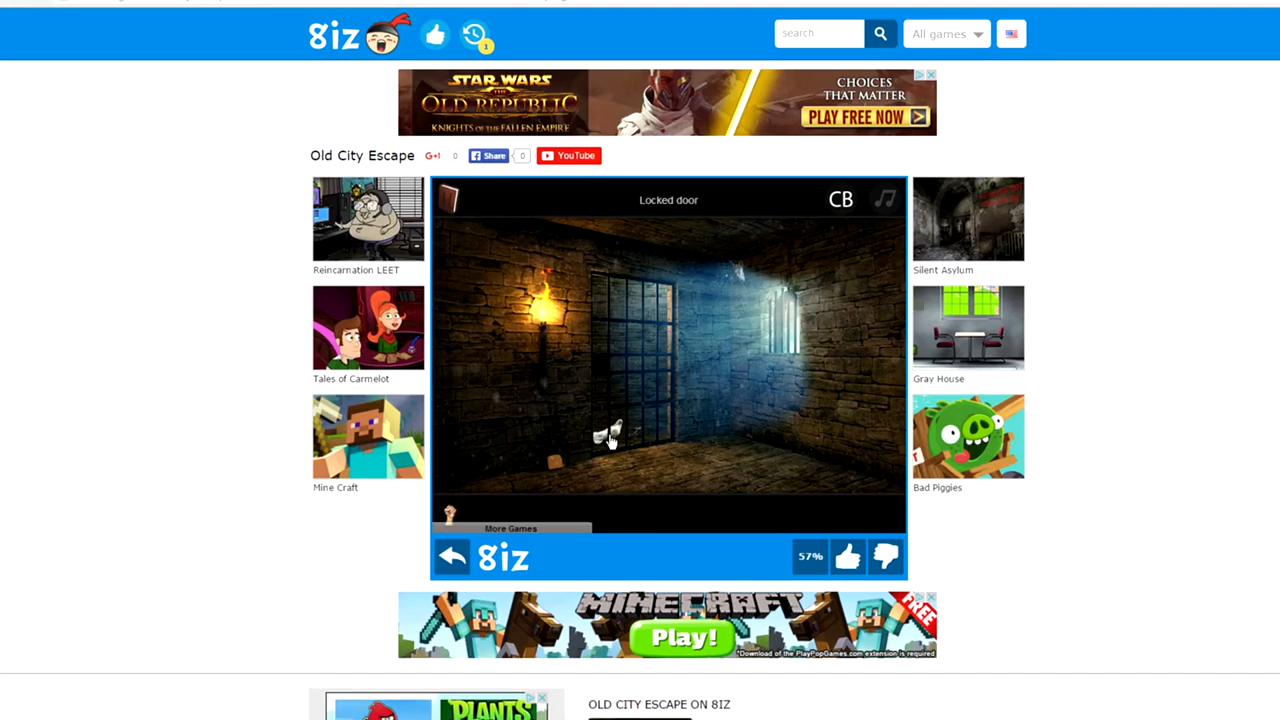 8iz
1
search
All games
STAR WARS
THE
OLD REPUBLIC
KNIGHTS OF THE FALLEN EMPIRE
CHOICES
THAT MATTER
PLAY FREE NOW
Old City Escape
G+1
0
Share
0
YouTube
Locked door
CB
Reincarnation LEET
Silent Asylum
Tales of Carmelot
Gray House
Mine Craft
Bad Piggies
More Games
8iz
57%
MINECRAFT
Play!
FREE
*Download of the PlayPopGames.com extension is required
PLANTS
OLD CITY ESCAPE ON 8IZ